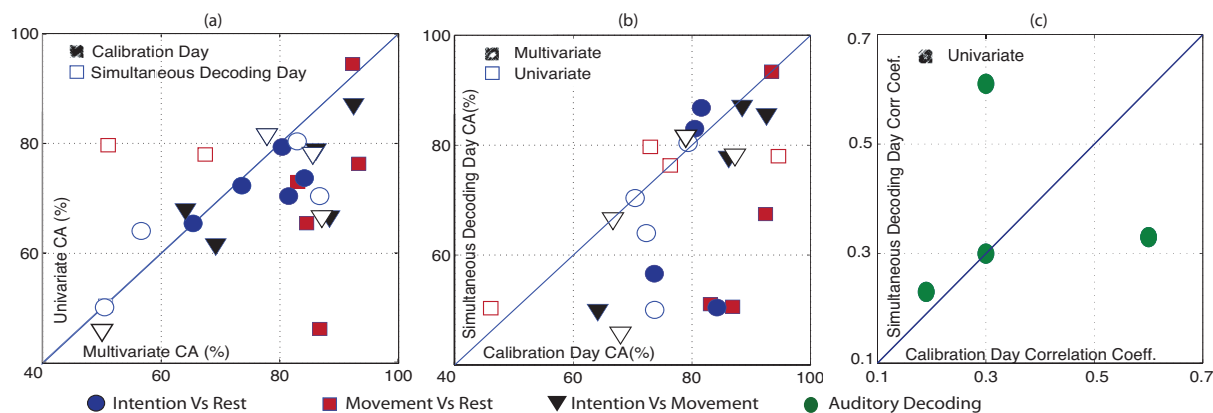 (a)
100
Calibration Day
Simultaneous Decoding Day
80
60
Univariate CA (%)
Multivariate CA (%)
40
60
80
100
(b)
100
Multivariate
Univariate
80
60
Simultaneous Decoding Day CA(%)
Calibration Day CA(%)
40
60
80
100
(c)
0.7
Univariate
0.5
0.3
0.1
Simultaneous Decoding Day Corr Coef.
Calibration Day Correlation Coeff.
0.1
0.3
0.5
0.7
Intention Vs Rest
Movement Vs Rest
Intention Vs Movement
Auditory Decoding